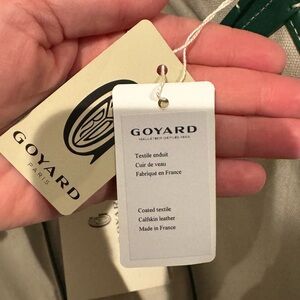 GOYARD
PARIS
GOYARD
MALLETIER DEPUIS 1853
Textile enduit
Cuir de veau
Fabriqué en France
Coated textile
Calfskin leather
Made in France